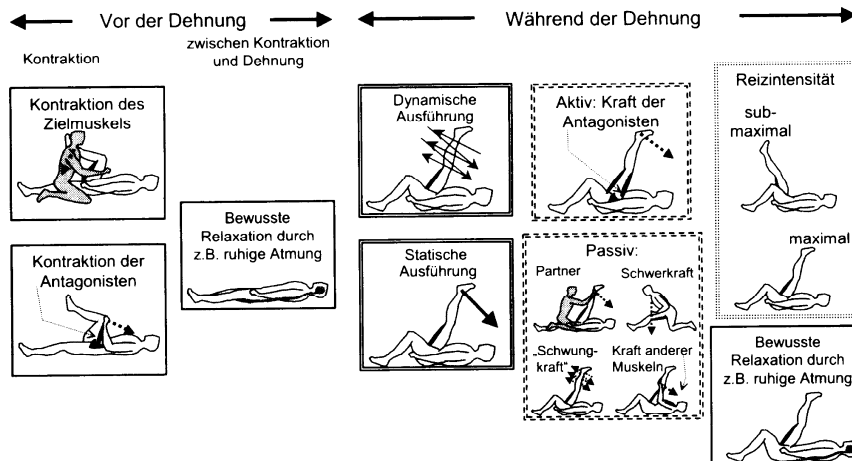 Vor der Dehnung
Während der Dehnung
Kontraktion
zwischen Kontraktion
und Dehnung
Kontraktion des
Zielmuskels
Kontraktion der
Antagonisten
Bewusste
Relaxation durch
z.B. ruhige Atmung
Dynamische
Ausführung
Statische
Ausführung
Aktiv: Kraft der
Antagonisten
Passiv:
Partner
Schwerkraft
„Schwung-
kraft“
Kraft anderer
Muskeln
Reizintensität
sub-
maximal
maximal
Bewusste
Relaxation durch
z.B. ruhige Atmung